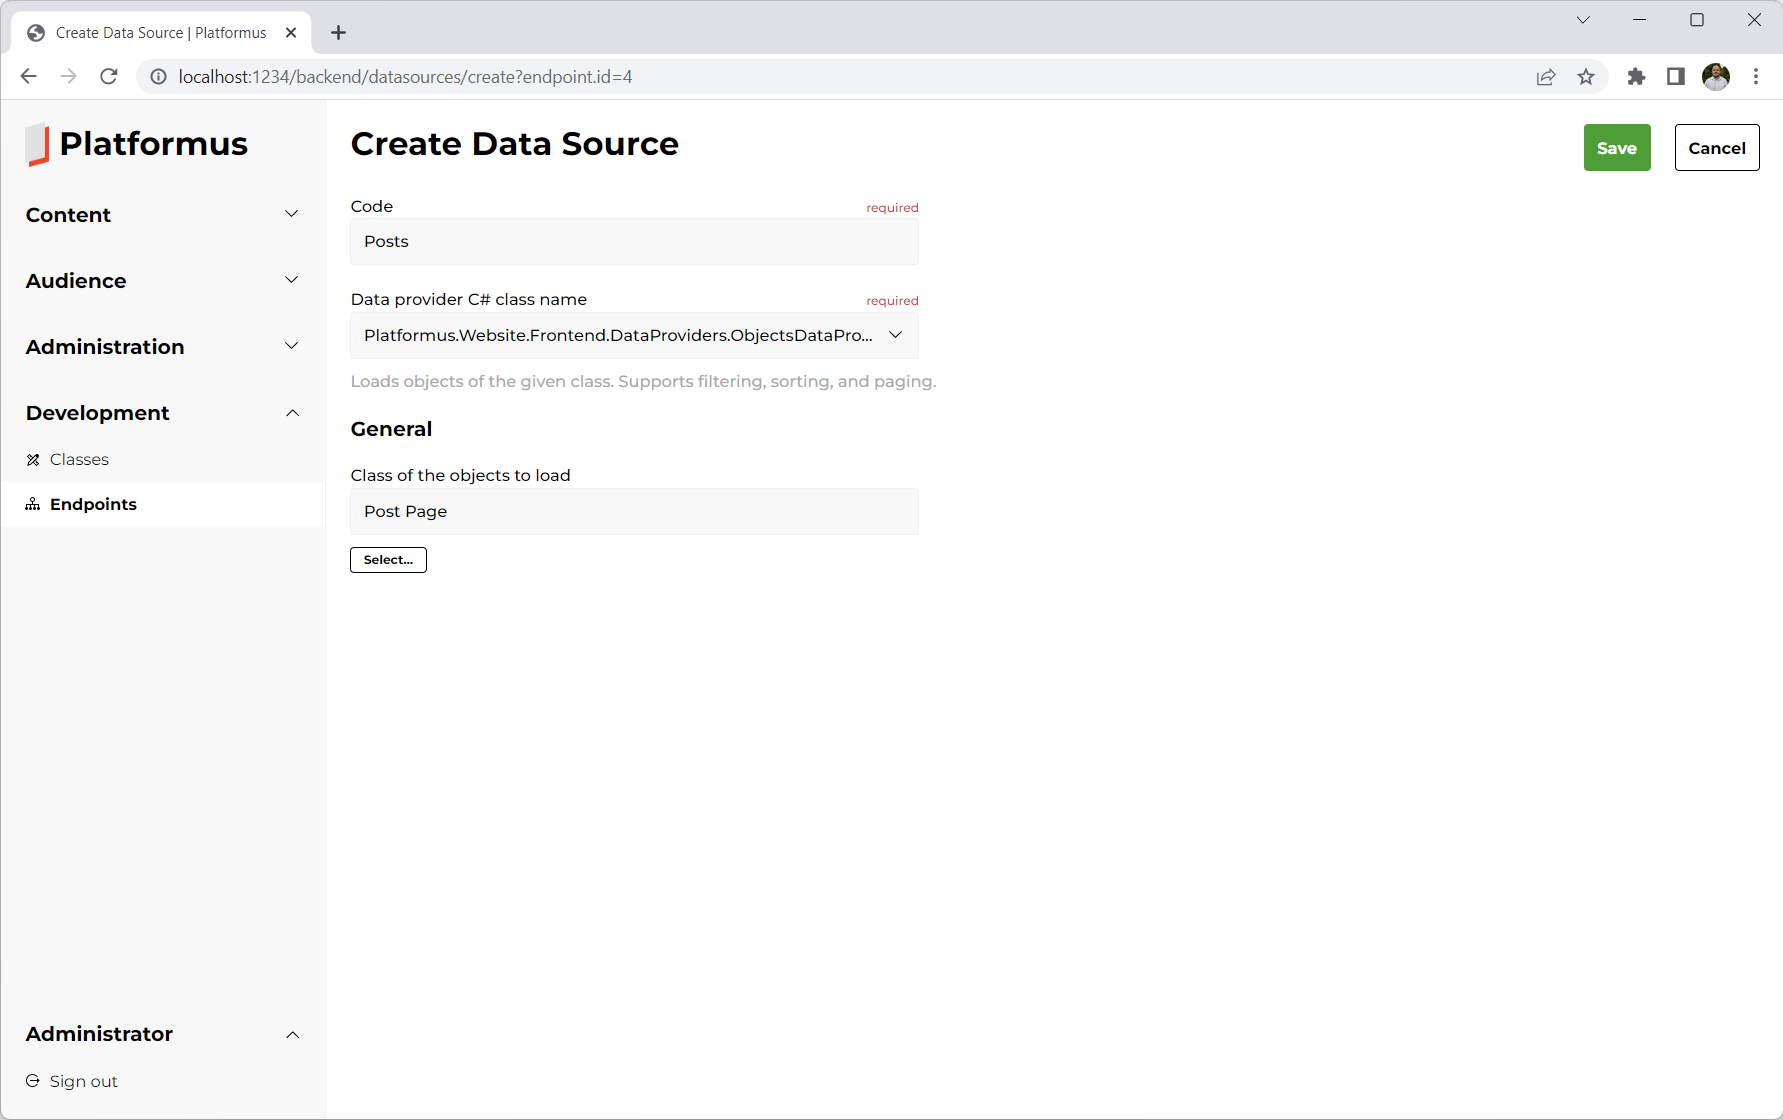 Create Data Source | Platformus
localhost:1234/backend/datasources/create?endpoint.id=4
Platformus
Content
Audience
Administration
Development
Classes
Endpoints
Administrator
Sign out
Create Data Source
Save
Cancel
Code
required
Posts
Data provider C# class name
required
Platformus.Website.Frontend.DataProviders.ObjectsDataPro...
Loads objects of the given class. Supports filtering, sorting, and paging.
General
Class of the objects to load
Post Page
Select...